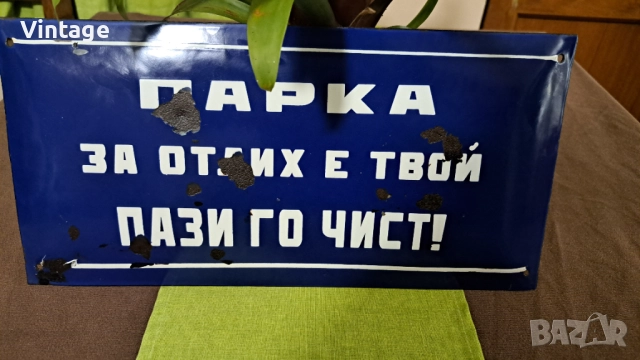 Vintage
ПАРКА
ЗА ОТДИХ Е ТВОЙ
ПАЗИ ГО ЧИСТ!
BAZAR